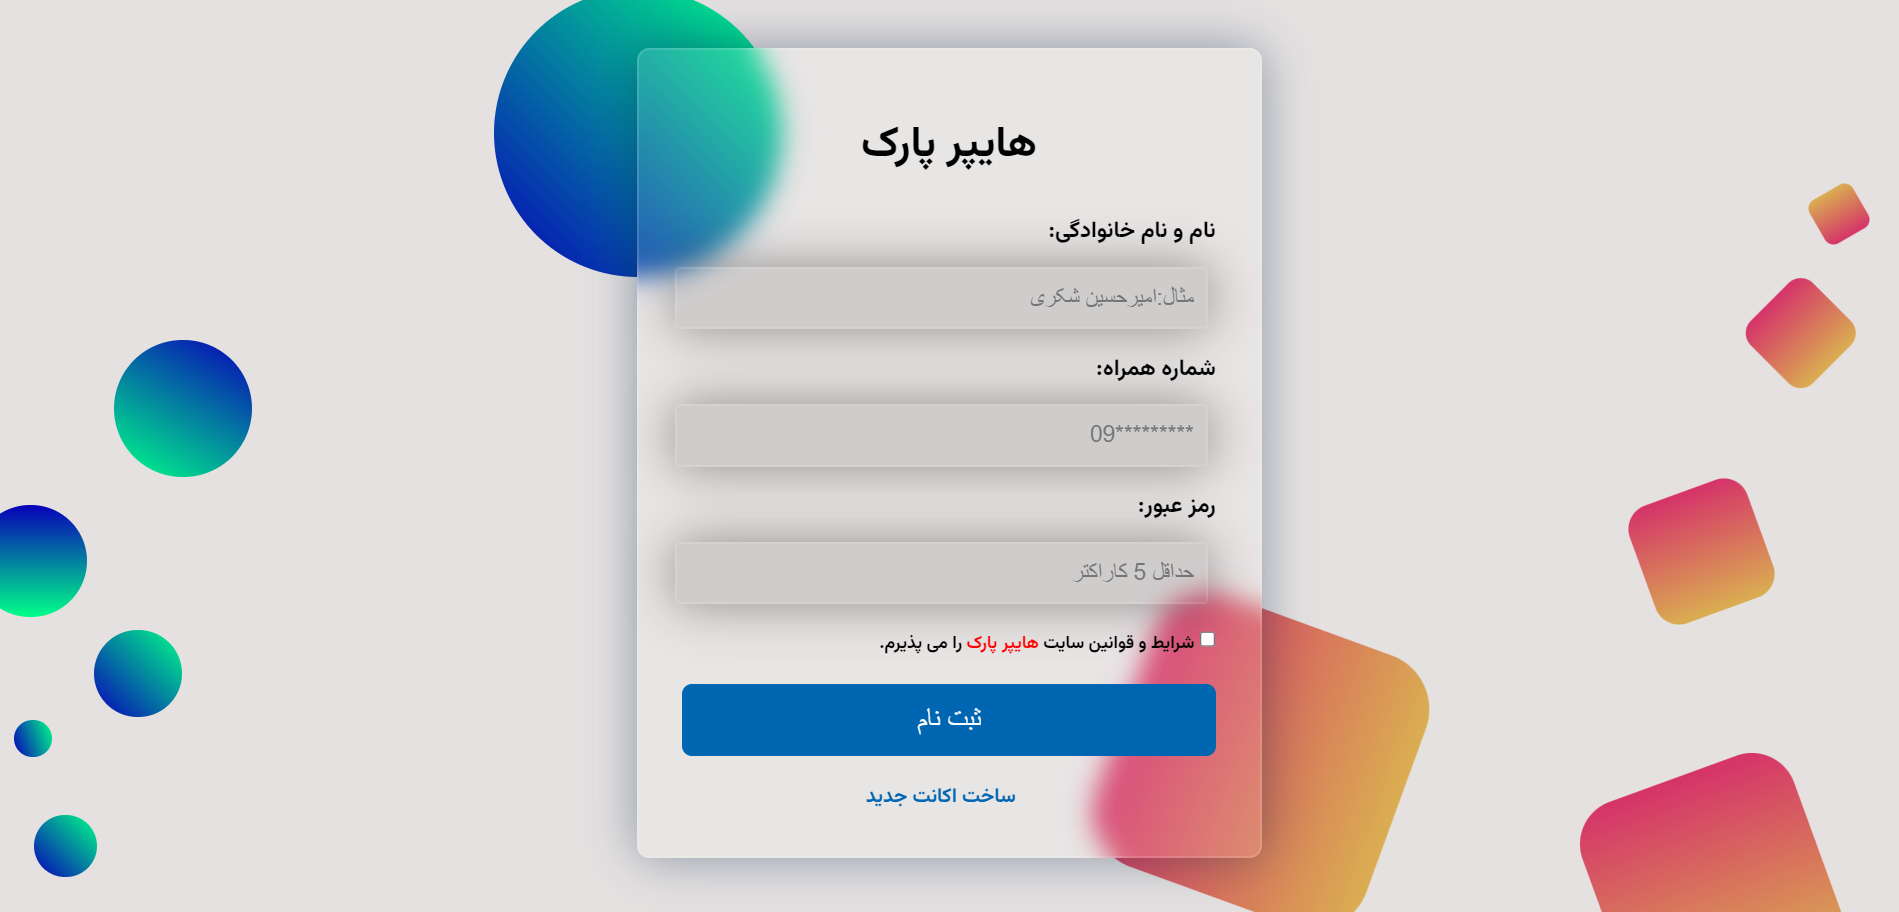 هایپر پارک
نام و نام خانوادگی:
مثال:امیرحسین شکری
شماره همراه:
09*********
رمز عبور:
حداقل 5 کاراکتر
شرایط و قوانین سایت هایپر پارک را می پذیرم.
ثبت نام
ساخت اکانت جدید